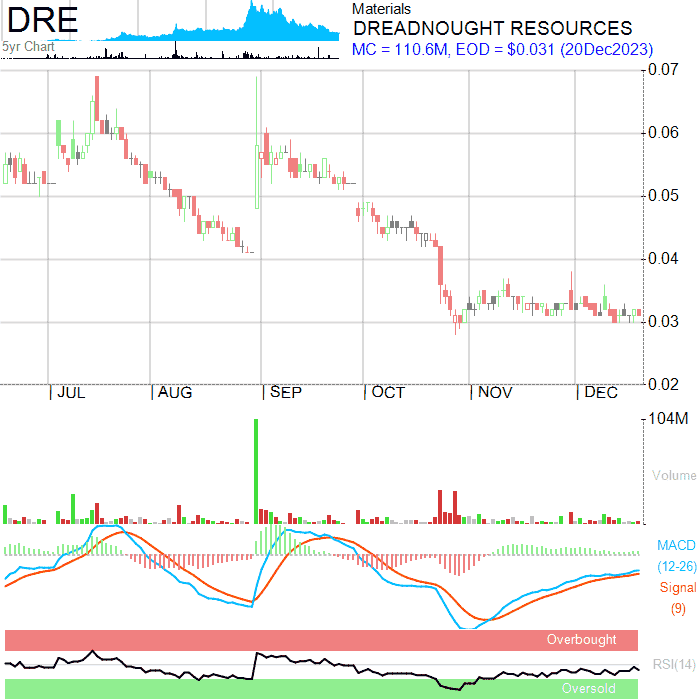 DRE
5yr Chart
Materials
DREADNOUGHT RESOURCES
MC = 110.6M, EOD = $0.031 (20Dec2023)
0.07
0.06
0.05
0.04
0.03
0.02
JUL AUG SEP OCT NOV DEC
104M
Volume
MACD
(12-26)
Signal
(9)
Overbought
RSI(14)
Oversold